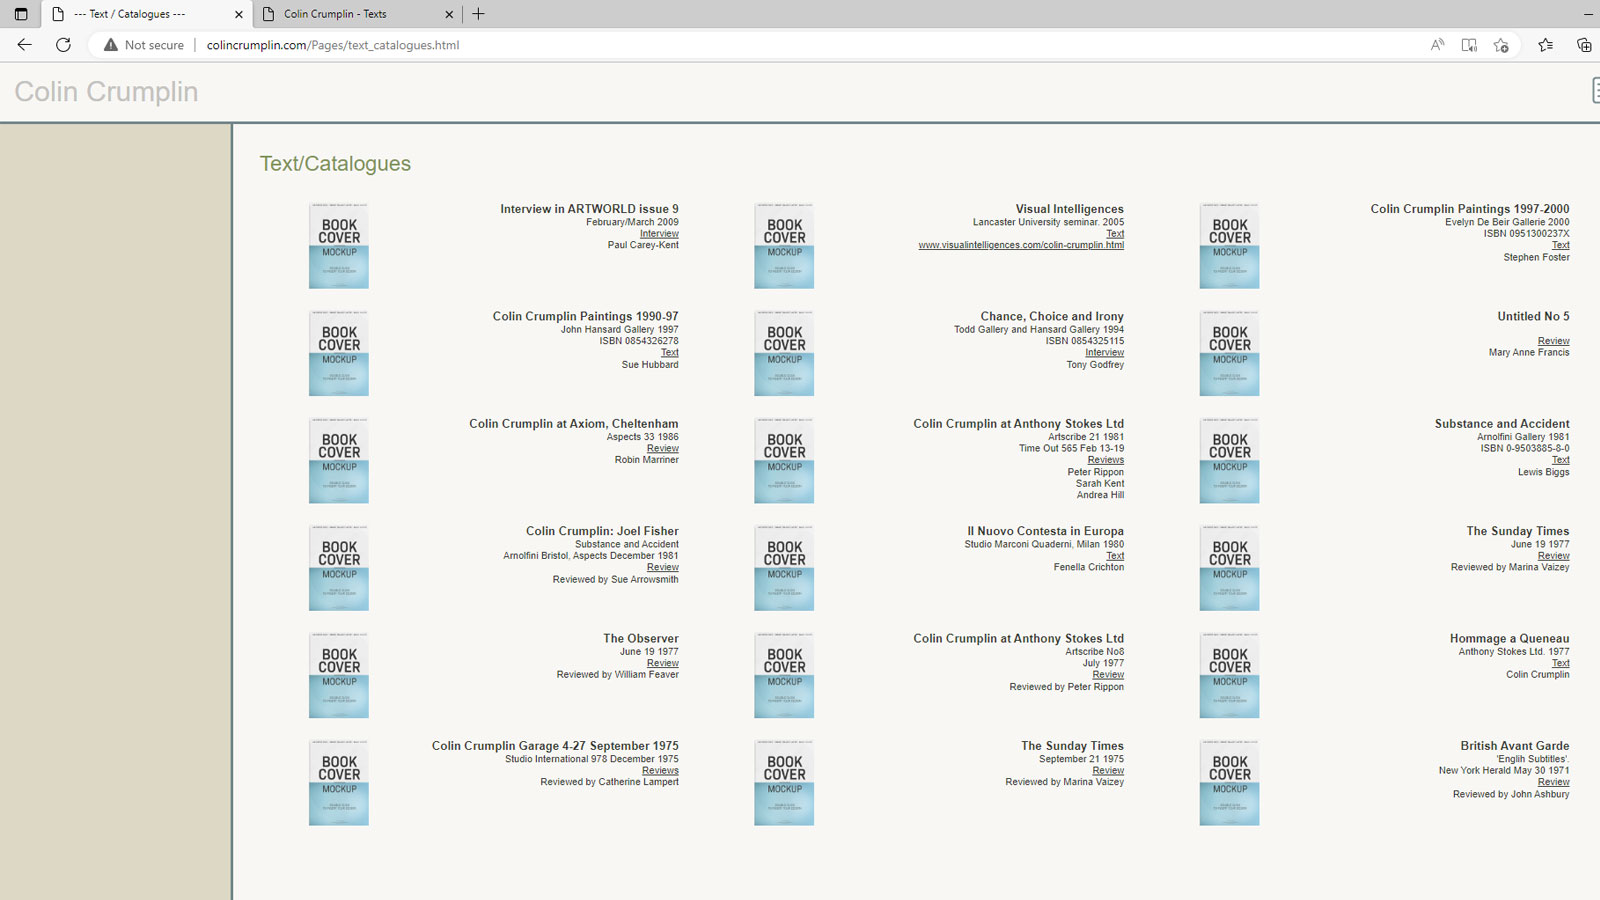 --- Text / Catalogues ---
Colin Crumplin - Texts
Not secure
colincrumplin.com/Pages/text_catalogues.html
Colin Crumplin
Text/Catalogues
BOOK
COVER
MOCKUP
Interview in ARTWORLD issue 9
February/March 2009
Interview
Paul Carey-Kent
BOOK
COVER
MOCKUP
Visual Intelligences
Lancaster University seminar. 2005
Text
www.visualintelligences.com/colin-crumplin.html
BOOK
COVER
MOCKUP
Colin Crumplin Paintings 1997-2000
Evelyn De Beir Gallerie 2000
ISBN 0951300237X
Text
Stephen Foster
BOOK
COVER
MOCKUP
Colin Crumplin Paintings 1990-97
John Hansard Gallery 1997
ISBN 0854326278
Text
Sue Hubbard
BOOK
COVER
MOCKUP
Chance, Choice and Irony
Todd Gallery and Hansard Gallery 1994
ISBN 0854325115
Interview
Tony Godfrey
BOOK
COVER
MOCKUP
Untitled No 5
Review
Mary Anne Francis
BOOK
COVER
MOCKUP
Colin Crumplin at Axiom, Cheltenham
Aspects 33 1986
Review
Robin Marriner
BOOK
COVER
MOCKUP
Colin Crumplin at Anthony Stokes Ltd
Artscribe 21 1981
Time Out 565 Feb 13-19
Reviews
Peter Rippon
Sarah Kent
Andrea Hill
BOOK
COVER
MOCKUP
Substance and Accident
Arnolfini Gallery 1981
ISBN 0-9503885-8-0
Text
Lewis Biggs
BOOK
COVER
MOCKUP
Colin Crumplin: Joel Fisher
Substance and Accident
Arnolfini Bristol, Aspects December 1981
Review
Reviewed by Sue Arrowsmith
BOOK
COVER
MOCKUP
Il Nuovo Contesta in Europa
Studio Marconi Quaderni, Milan 1980
Text
Fenella Crichton
BOOK
COVER
MOCKUP
The Sunday Times
June 19 1977
Review
Reviewed by Marina Vaizey
BOOK
COVER
MOCKUP
The Observer
June 19 1977
Review
Reviewed by William Feaver
BOOK
COVER
MOCKUP
Colin Crumplin at Anthony Stokes Ltd
Artscribe No8
July 1977
Review
Reviewed by Peter Rippon
BOOK
COVER
MOCKUP
Hommage a Queneau
Anthony Stokes Ltd. 1977
Text
Colin Crumplin
BOOK
COVER
MOCKUP
Colin Crumplin Garage 4-27 September 1975
Studio International 978 December 1975
Reviews
Reviewed by Catherine Lampert
BOOK
COVER
MOCKUP
The Sunday Times
September 21 1975
Review
Reviewed by Marina Vaizey
BOOK
COVER
MOCKUP
British Avant Garde
'Englih Subtitles'.
New York Herald May 30 1971
Review
Reviewed by John Ashbury